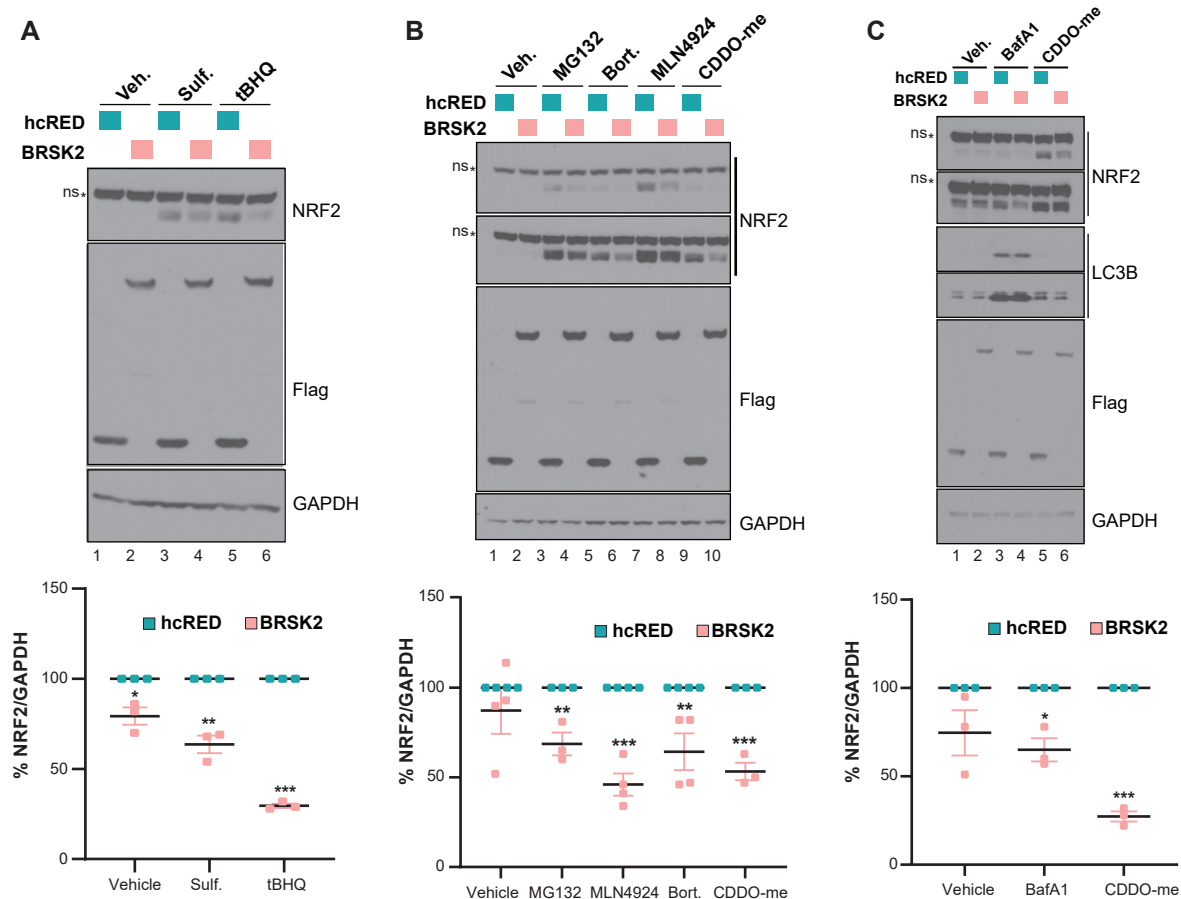 A
Veh. Sulf. tBHQ
hcRED
BRSK2
ns*
NRF2
Flag
GAPDH
1 2 3 4 5 6
150
100
50
0
% NRF2/GAPDH
hcRED BRSK2
*
**
***
Vehicle Sulf. tBHQ
B
Veh. MG132 Bort. MLN4924 CDDO-me
hcRED
BRSK2
ns*
ns*
NRF2
Flag
GAPDH
1 2 3 4 5 6 7 8 9 10
150
100
50
0
% NRF2/GAPDH
hcRED BRSK2
**
***
**
***
Vehicle MG132 MLN4924 Bort. CDDO-me
C
Veh. BafA1 CDDO-me
hcRED
BRSK2
ns*
ns*
NRF2
LC3B
Flag
GAPDH
1 2 3 4 5 6
150
100
50
0
% NRF2/GAPDH
hcRED BRSK2
*
***
Vehicle BafA1 CDDO-me